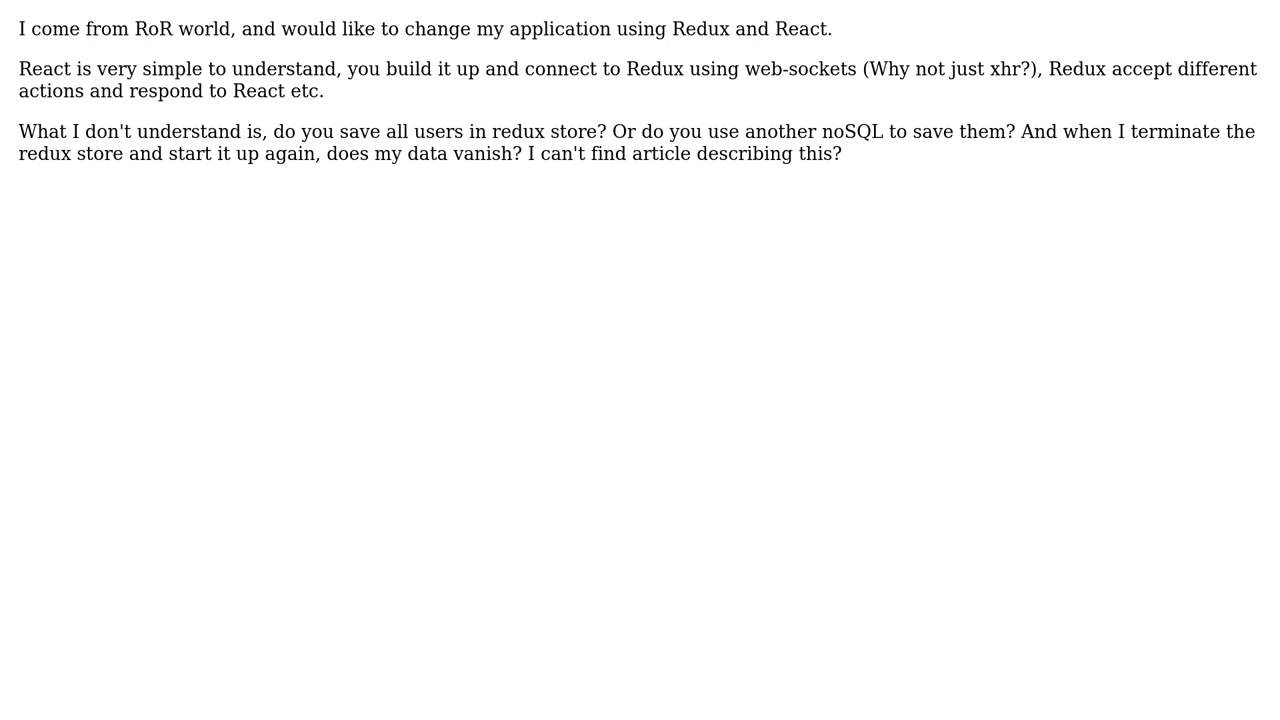 I come from RoR world, and would like to change my application using Redux and React.
React is very simple to understand, you build it up and connect to Redux using web-sockets (Why not just xhr?), Redux accept different
actions and respond to React etc.
What I don't understand is, do you save all users in redux store? Or do you use another noSQL to save them? And when I terminate the
redux store and start it up again, does my data vanish? I can't find article describing this?